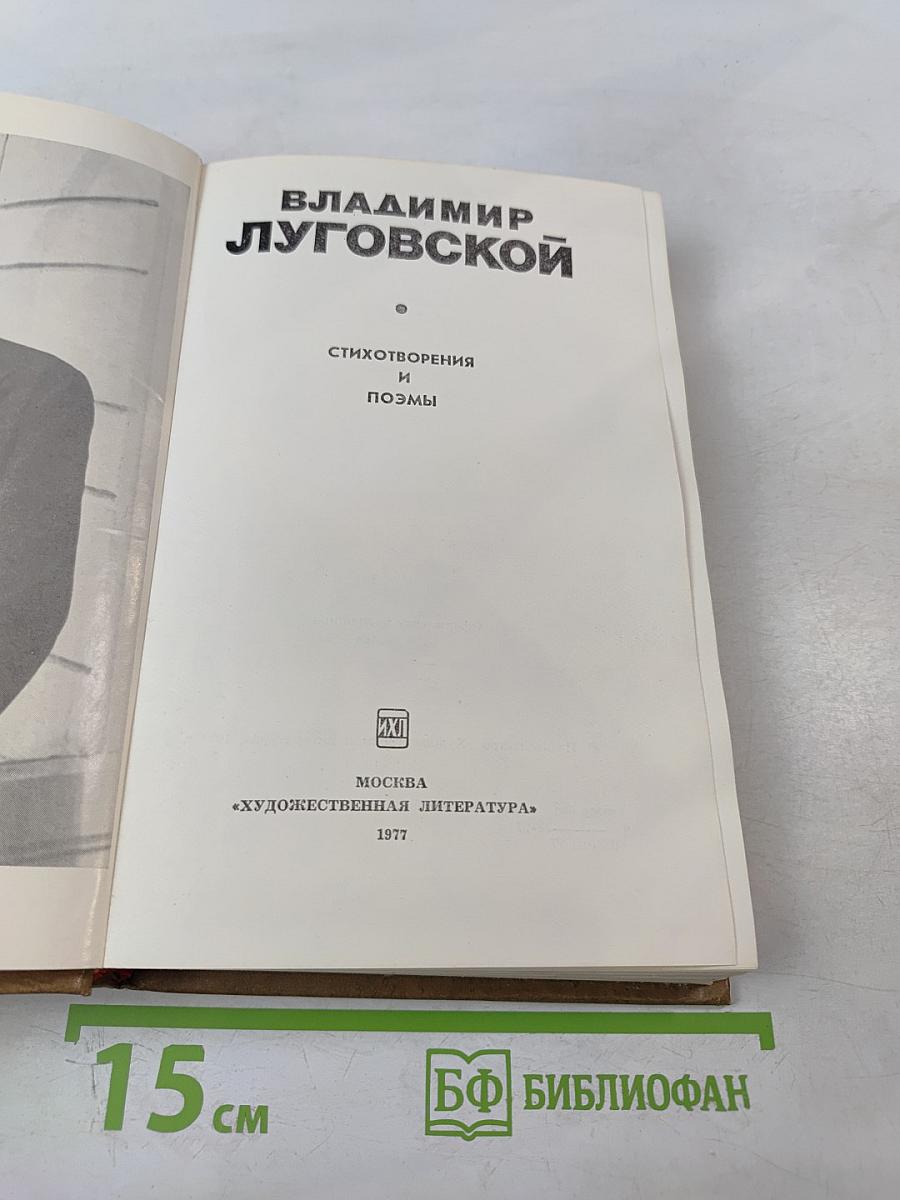 ВЛАДИМИР
ЛУГОВСКОЙ
СТИХОТВОРЕНИЯ
И
ПОЭМЫ
ИХЛ
МОСКВА
«ХУДОЖЕСТВЕННАЯ ЛИТЕРАТУРА»
1977
15 см
БФ БИБЛИОФАН